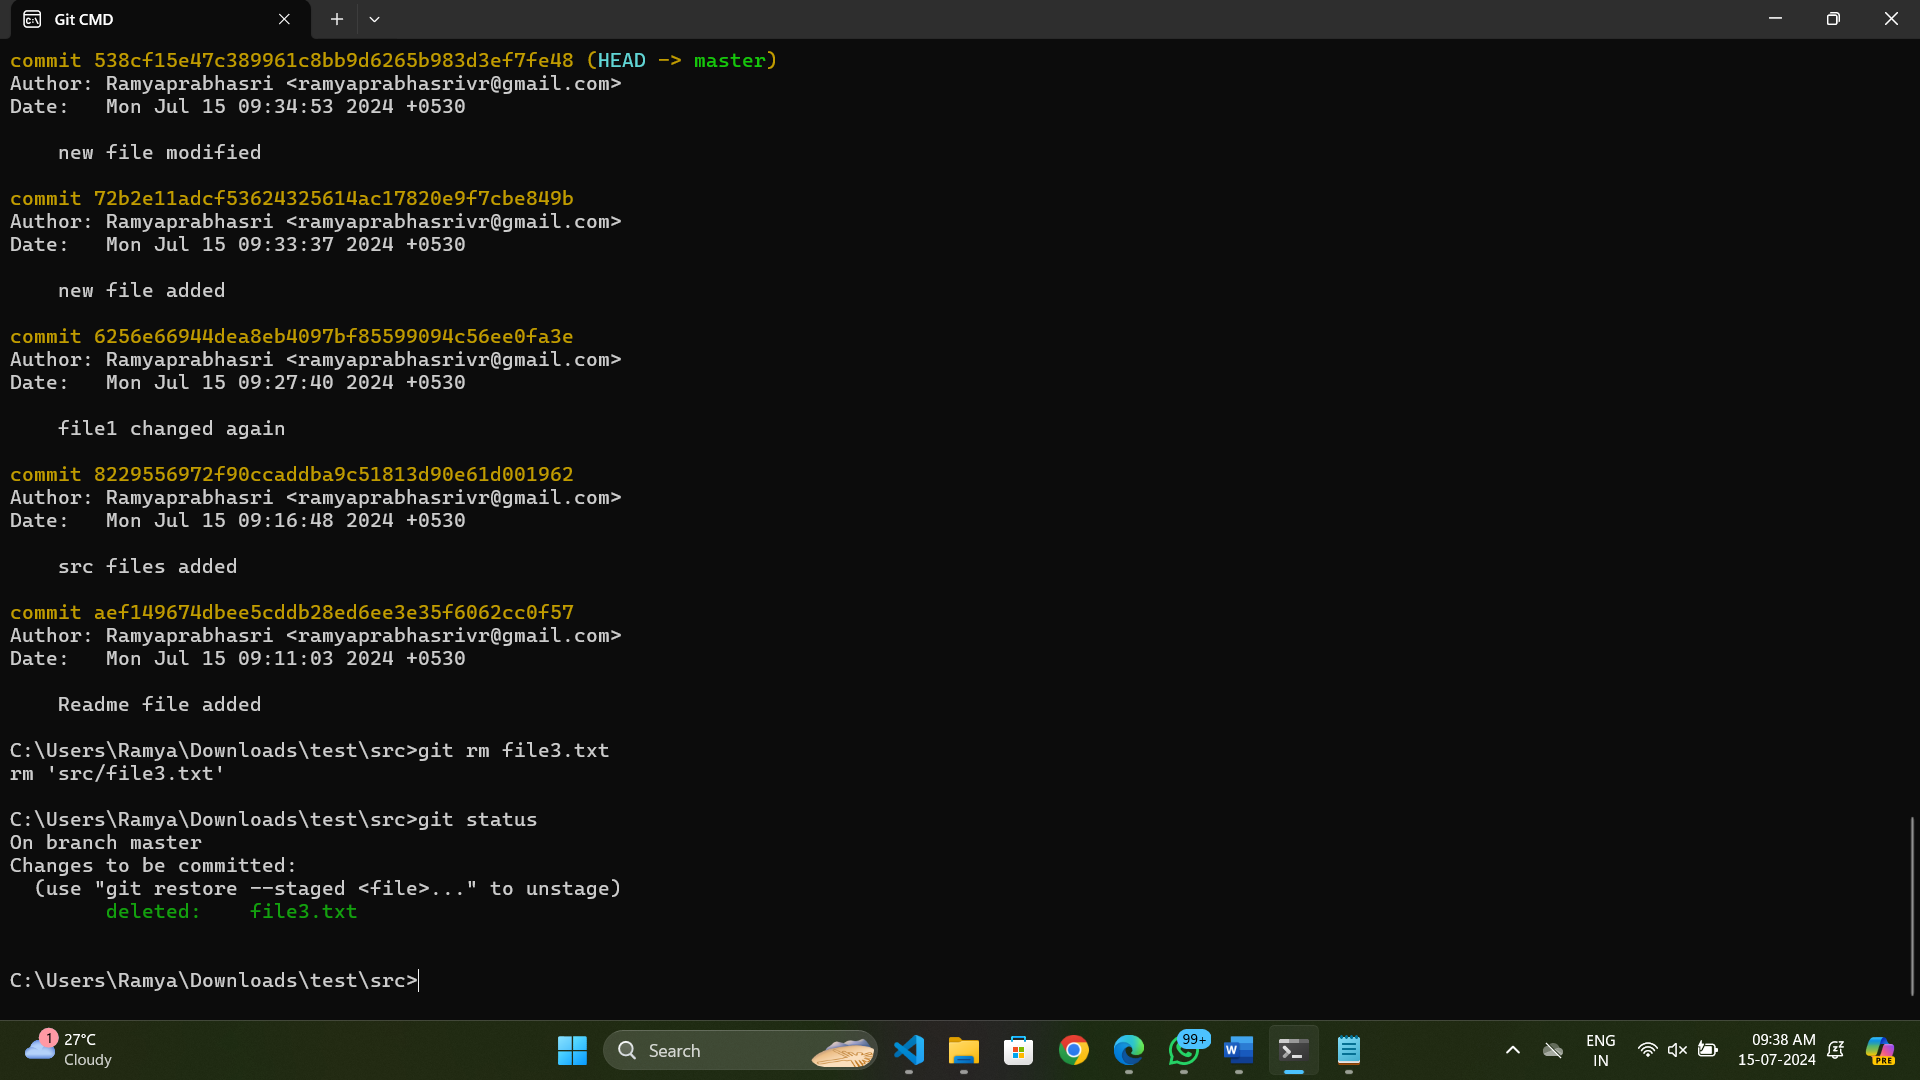 Git CMD
commit 538cf15e47c389961c8bb9d6265b983d3ef7fe48 (HEAD -> master)
Author: Ramyaprabhasri <ramyaprabhasrivr@gmail.com>
Date:   Mon Jul 15 09:34:53 2024 +0530
new file modified
commit 72b2e11adcf53624325614ac17820e9f7cbe849b
Author: Ramyaprabhasri <ramyaprabhasrivr@gmail.com>
Date:   Mon Jul 15 09:33:37 2024 +0530
new file added
commit 6256e66944dea8eb4097bf85599094c56ee0fa3e
Author: Ramyaprabhasri <ramyaprabhasrivr@gmail.com>
Date:   Mon Jul 15 09:27:40 2024 +0530
file1 changed again
commit 8229556972f90ccaddba9c51813d90e61d001962
Author: Ramyaprabhasri <ramyaprabhasrivr@gmail.com>
Date:   Mon Jul 15 09:16:48 2024 +0530
src files added
commit aef149674dbee5cddb28ed6ee3e35f6062cc0f57
Author: Ramyaprabhasri <ramyaprabhasrivr@gmail.com>
Date:   Mon Jul 15 09:11:03 2024 +0530
Readme file added
C:\Users\Ramya\Downloads\test\src>git rm file3.txt
rm 'src/file3.txt'
C:\Users\Ramya\Downloads\test\src>git status
On branch master
Changes to be committed:
(use "git restore --staged <file>..." to unstage)
deleted:    file3.txt
C:\Users\Ramya\Downloads\test\src>
1
27°C
Cloudy
Search
99+
W
ENG
IN
09:38 AM
15-07-2024
PRE